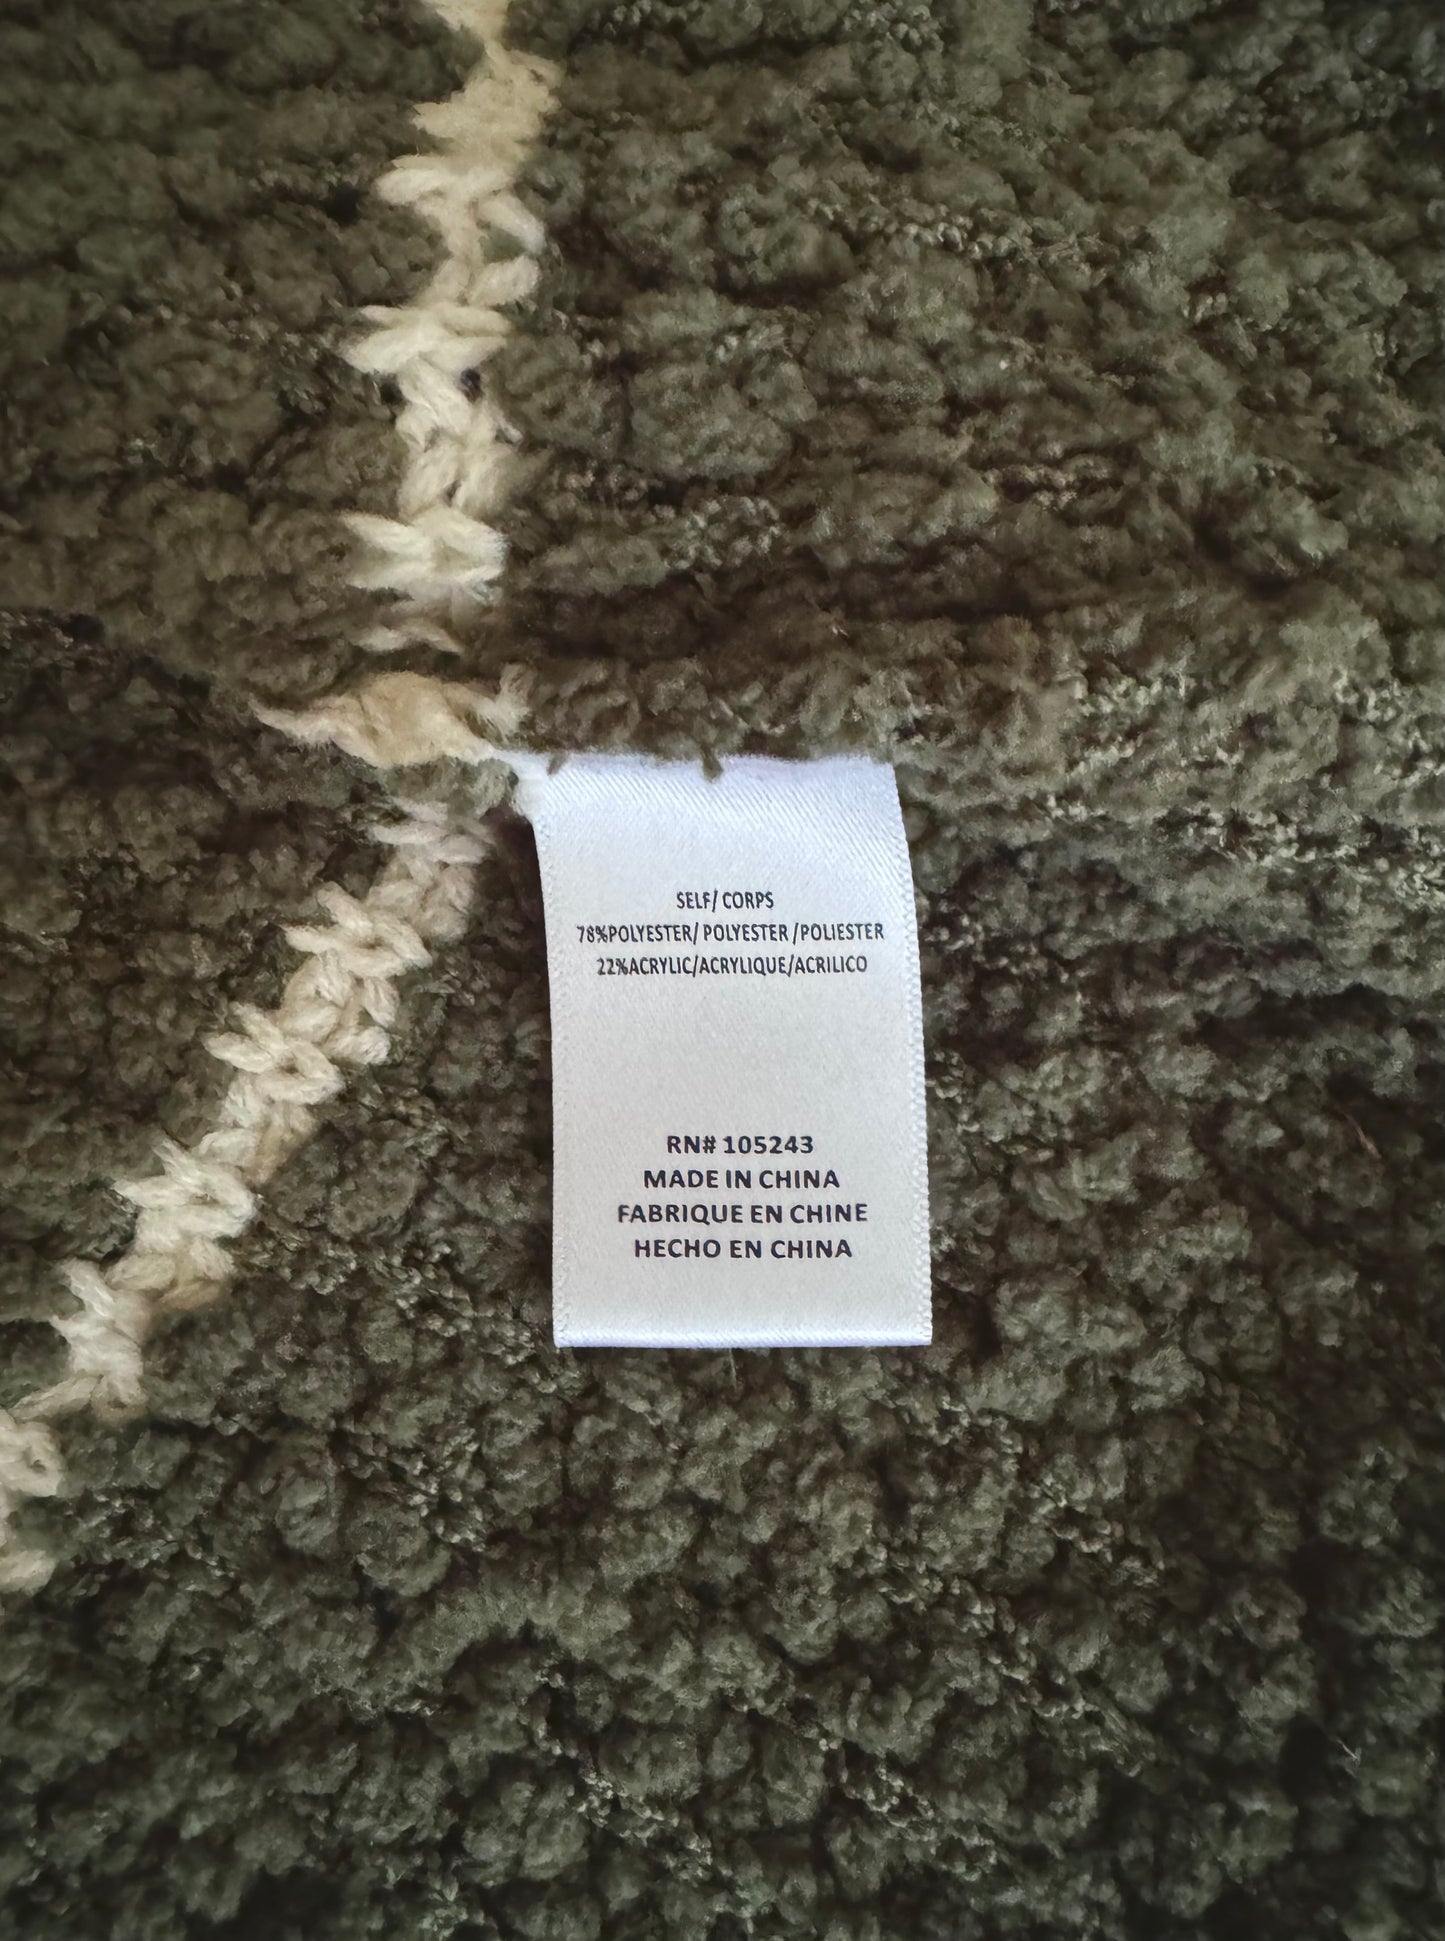 SELF/ CORPS
78%POLYESTER/ POLYESTER /POLIESTER
22%ACRYLIC/ACRYLIQUE/ACRILICO
RN# 105243
MADE IN CHINA
FABRIQUE EN CHINE
HECHO EN CHINA